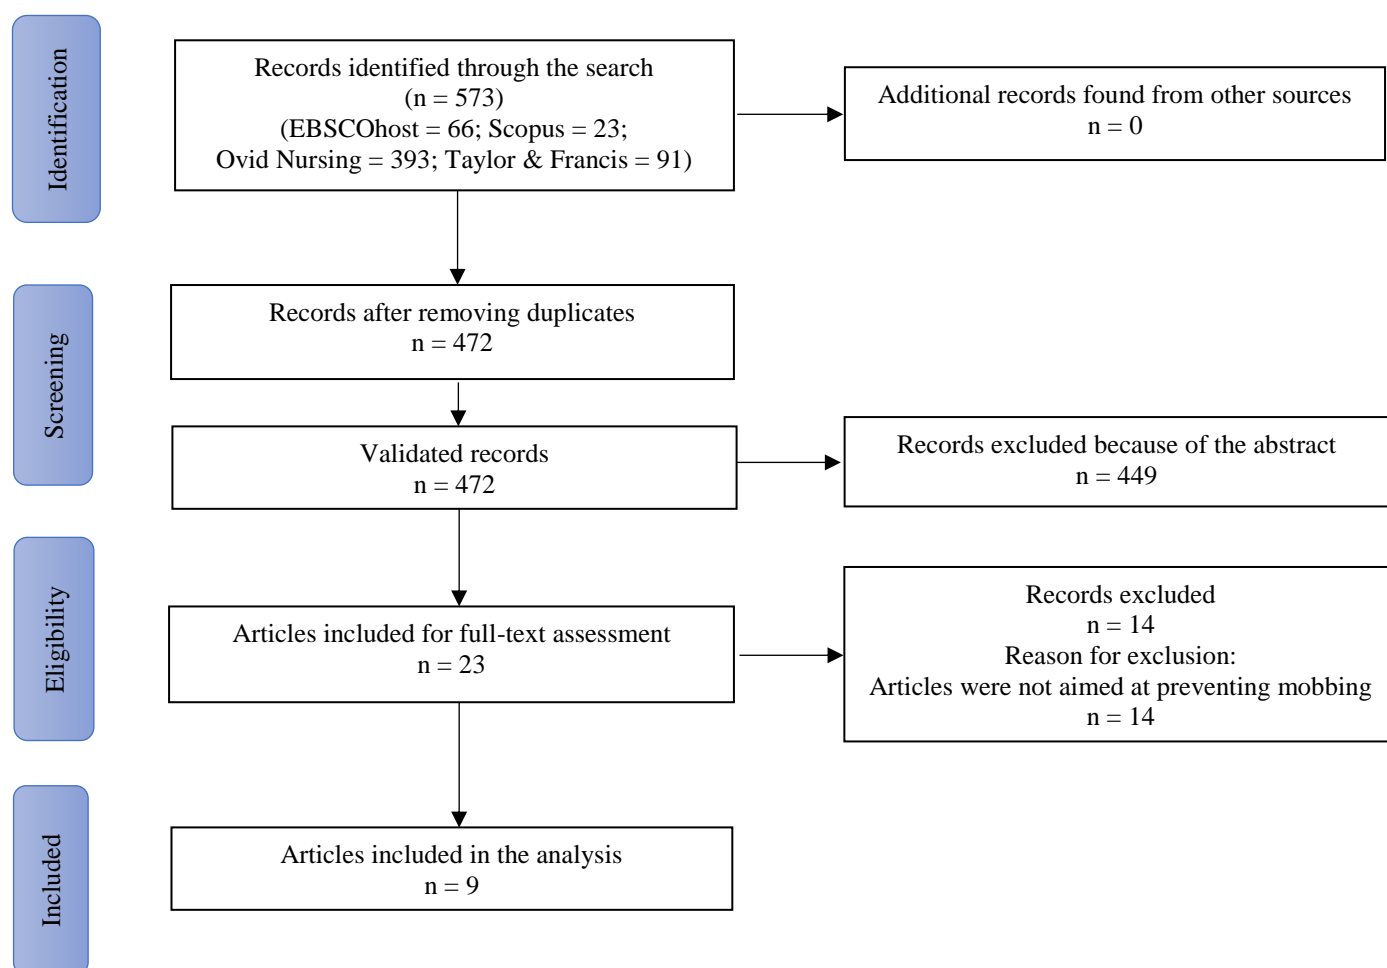 Identification
Records identified through the search
(n = 573)
(EBSCOhost = 66; Scopus = 23;
Ovid Nursing = 393; Taylor & Francis = 91)
Additional records found from other sources
n = 0
Screening
Records after removing duplicates
n = 472
Validated records
n = 472
Records excluded because of the abstract
n = 449
Eligibility
Articles included for full-text assessment
n = 23
Records excluded
n = 14
Reason for exclusion:
Articles were not aimed at preventing mobbing
n = 14
Included
Articles included in the analysis
n = 9